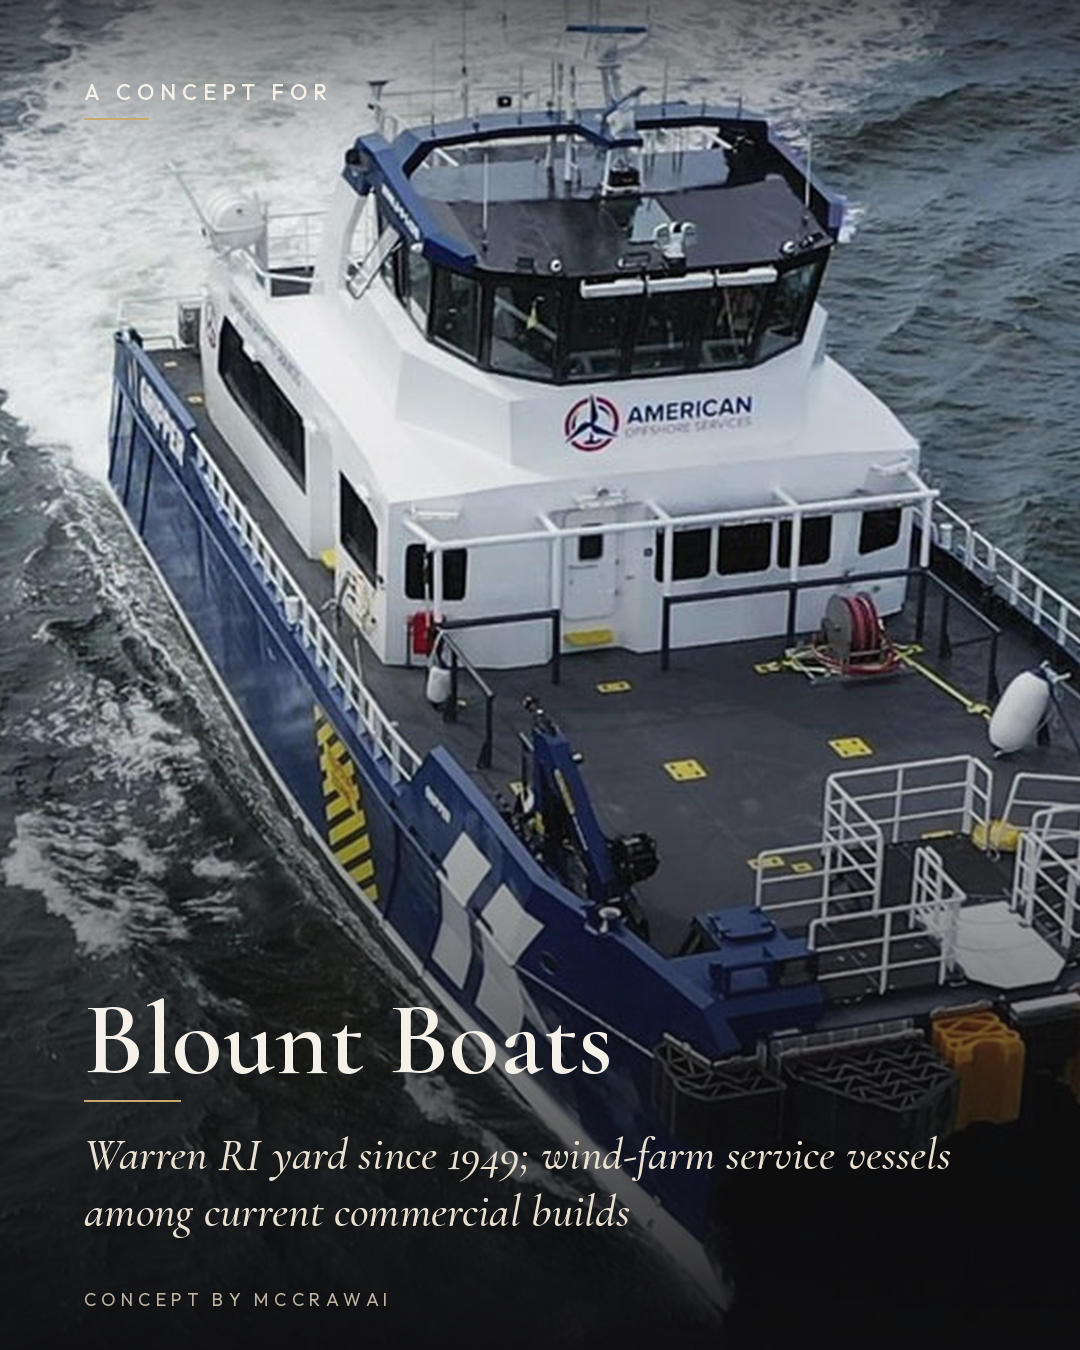 A CONCEPT FOR
AMERICAN
OFFSHORE SERVICES
Blount Boats
Warren RI yard since 1949; wind-farm service vessels
among current commercial builds
CONCEPT BY MCCRAWAI